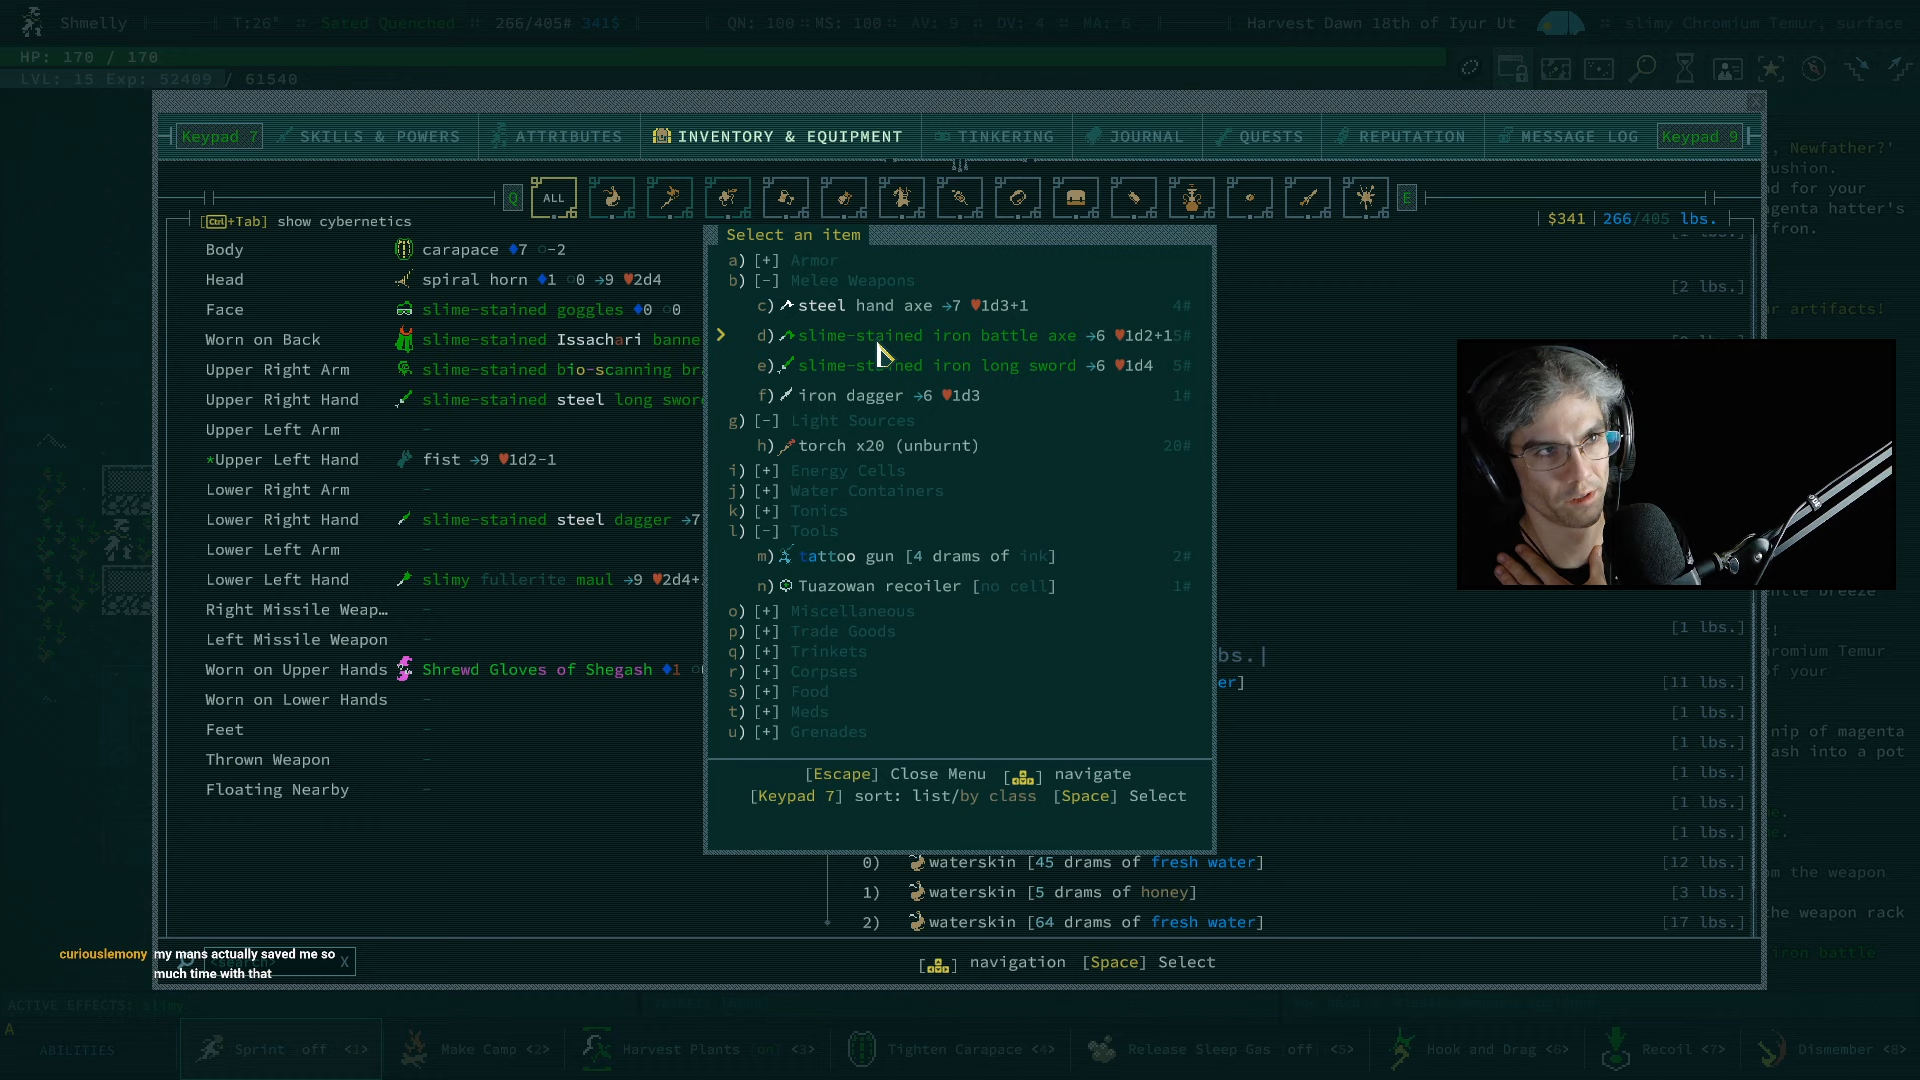 Shmelly T:26° Sated Quenched 266/405# 341$ QN: 100 MS: 100 AV: 9 DV: 4 MA: 6 Harvest Dawn 18th of Iyur Ut slimy Chromium Temur, surface
HP: 170 / 170
LVL: 15 Exp: 52409 / 61540
Keypad 7 SKILLS & POWERS ATTRIBUTES INVENTORY & EQUIPMENT TINKERING JOURNAL QUESTS REPUTATION MESSAGE LOG Keypad 9
, Newfather?'
Q ALL E
[Ctrl+Tab] show cybernetics
$341 | 266/405 lbs.
Body carapace 7 -2
Head spiral horn 1 0 →9 2d4
Face slime-stained goggles 0 0
Worn on Back slime-stained Issachari banne
Upper Right Arm slime-stained bio-scanning br
Upper Right Hand slime-stained steel long swor
Upper Left Arm -
*Upper Left Hand fist →9 1d2-1
Lower Right Arm -
Lower Right Hand slime-stained steel dagger →7
Lower Left Arm -
Lower Left Hand slimy fullerite maul →9 2d4+
Right Missile Weap…
Left Missile Weapon -
Worn on Upper Hands Shrewd Gloves of Shegash 1
Worn on Lower Hands -
Feet -
Thrown Weapon -
Floating Nearby -
Select an item
a) [+] Armor
b) [-] Melee Weapons
c) steel hand axe →7 1d3+1 4#
> d) slime-stained iron battle axe →6 1d2+1 5#
e) slime-stained iron long sword →6 1d4 5#
f) iron dagger →6 1d3 1#
g) [-] Light Sources
h) torch x20 (unburnt) 20#
i) [+] Energy Cells
j) [+] Water Containers
k) [+] Tonics
l) [-] Tools
m) tattoo gun [4 drams of ink] 2#
n) Tuazowan recoiler [no cell] 1#
o) [+] Miscellaneous
p) [+] Trade Goods
q) [+] Trinkets
r) [+] Corpses
s) [+] Food
t) [+] Meds
u) [+] Grenades
[Escape] Close Menu [ ] navigate
[Keypad 7] sort: list/by class [Space] Select
[2 lbs.]
[1 lbs.]
bs.|
er] [11 lbs.]
[1 lbs.]
[1 lbs.]
[1 lbs.]
[1 lbs.]
[1 lbs.]
0) waterskin [45 drams of fresh water] [12 lbs.]
1) waterskin [5 drams of honey] [3 lbs.]
2) waterskin [64 drams of fresh water] [17 lbs.]
[ ] navigation [Space] Select
X
curiouslemony my mans actually saved me so
much time with that
ACTIVE EFFECTS: slimy
A
ABILITIES Sprint off <1> Make Camp <2> Harvest Plants on <3> Tighten Carapace <4> Release Sleep Gas off <5> Hook and Drag <6> Recoil <7> Dismember <8>